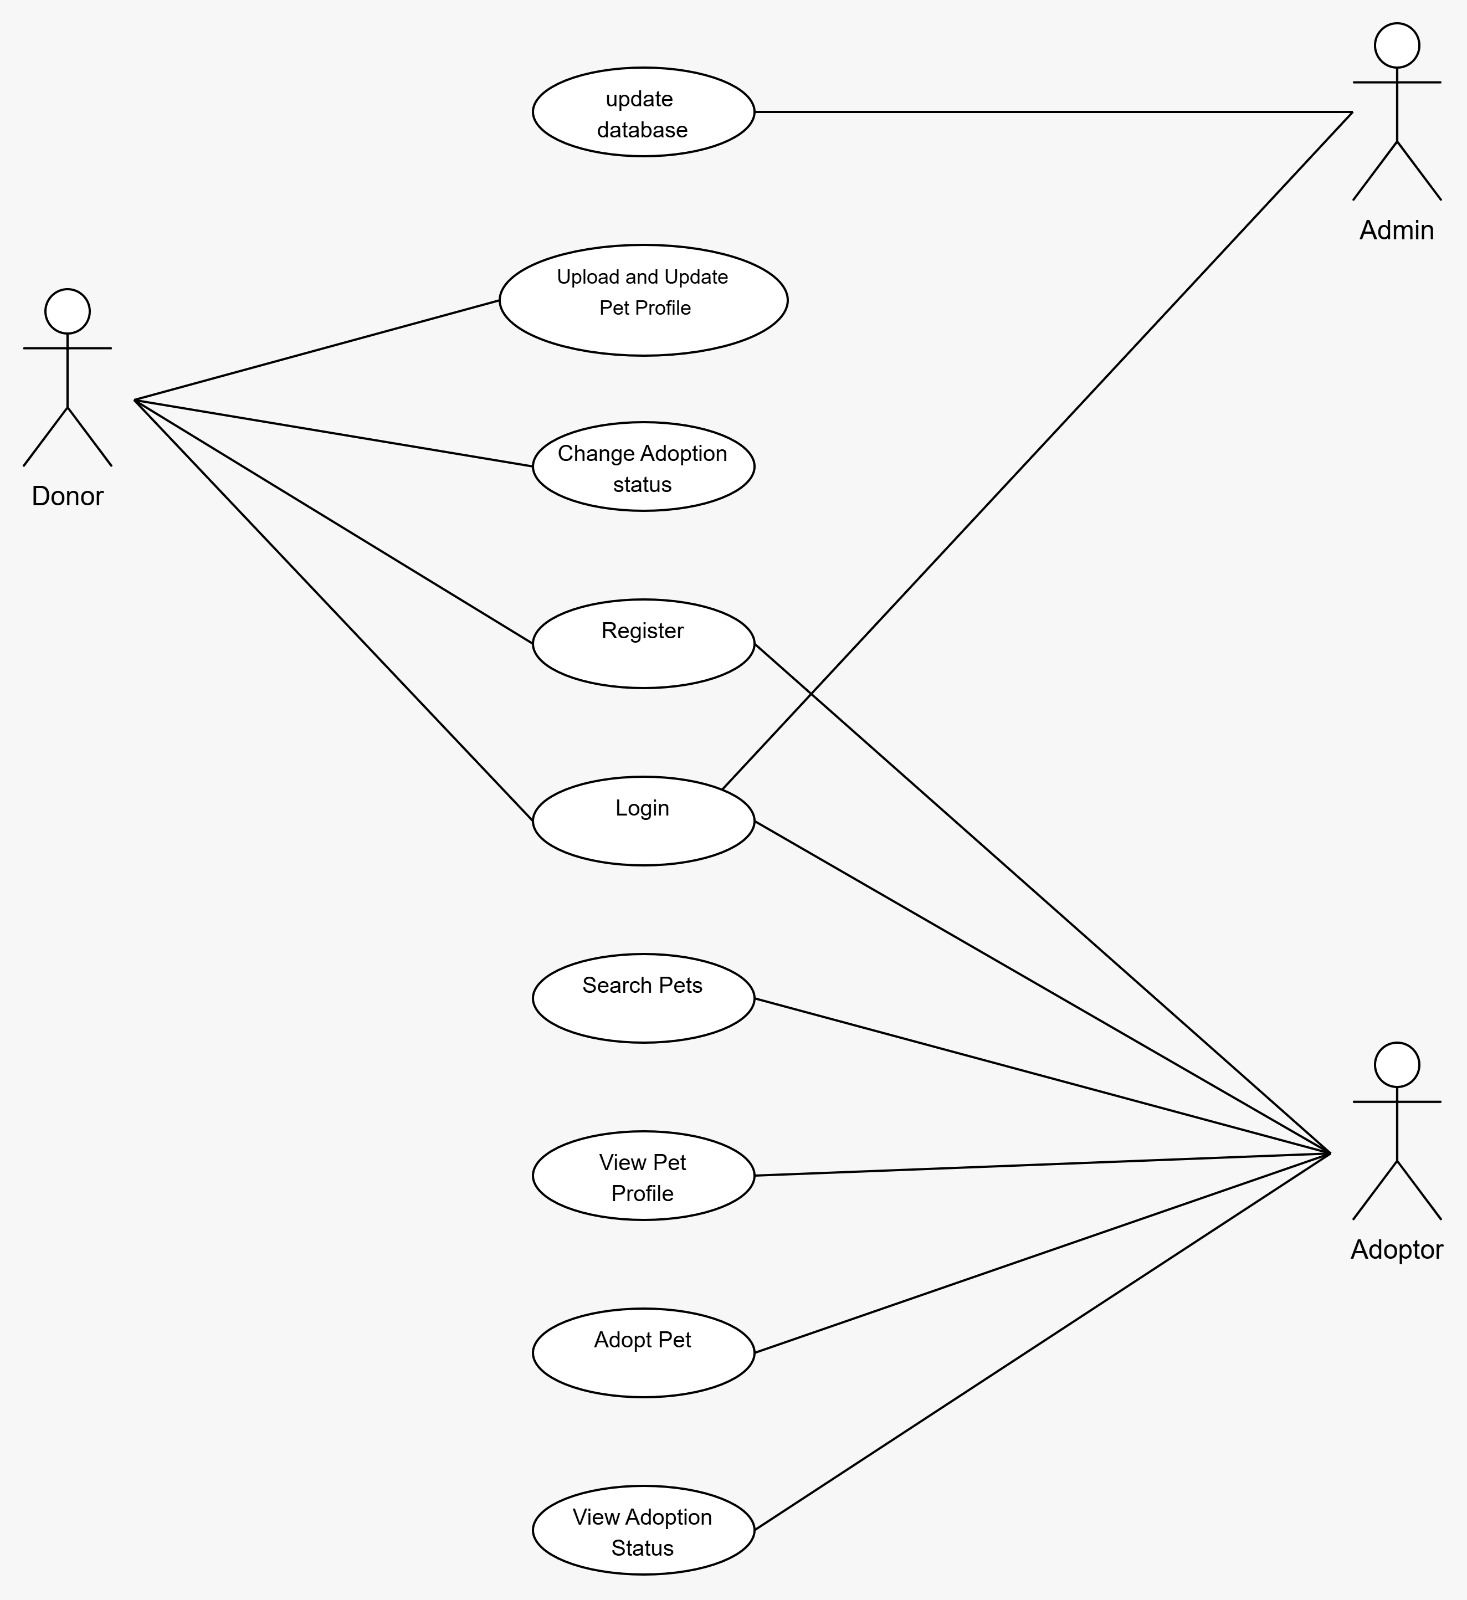 update
database
Admin
Upload and Update
Pet Profile
Change Adoption
status
Donor
Register
Login
Search Pets
View Pet
Profile
Adoptor
Adopt Pet
View Adoption
Status